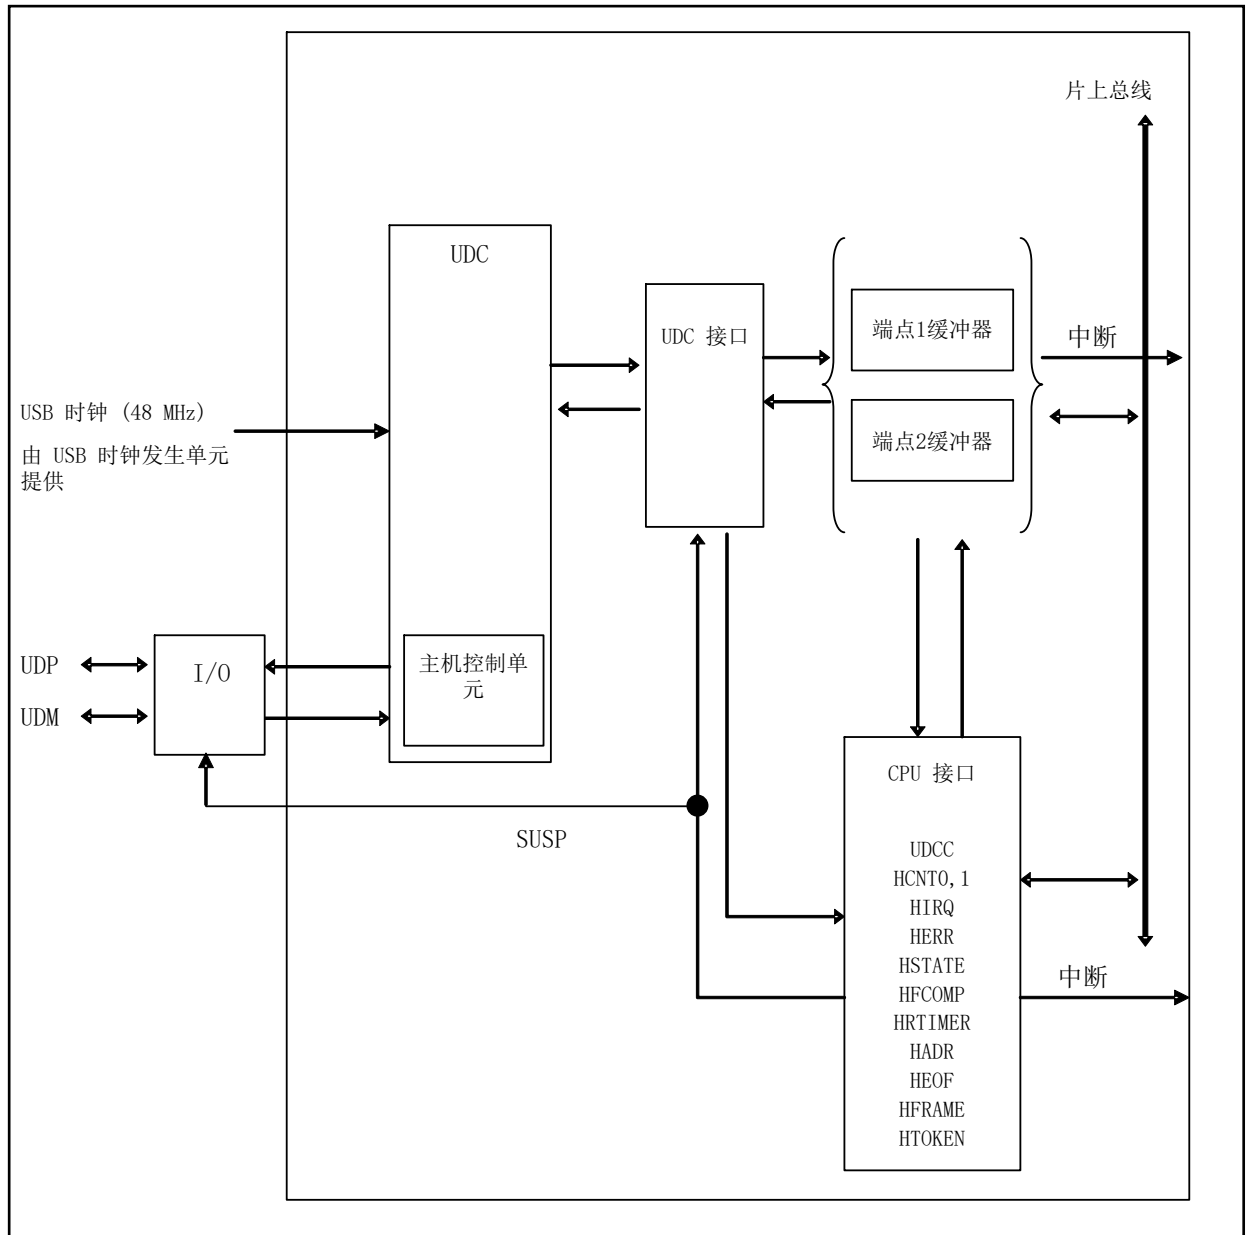 片上总线
UDC
UDC 接口
端点1缓冲器
中断
USB 时钟 (48 MHz)
由 USB 时钟发生单元
提供
端点2缓冲器
UDP
I/O
主机控制单
元
UDM
CPU 接口
SUSP
UDCC
HCNT0,1
HIRQ
HERR
HSTATE
中断
HFCOMP
HRTIMER
HADR
HEOF
HFRAME
HTOKEN